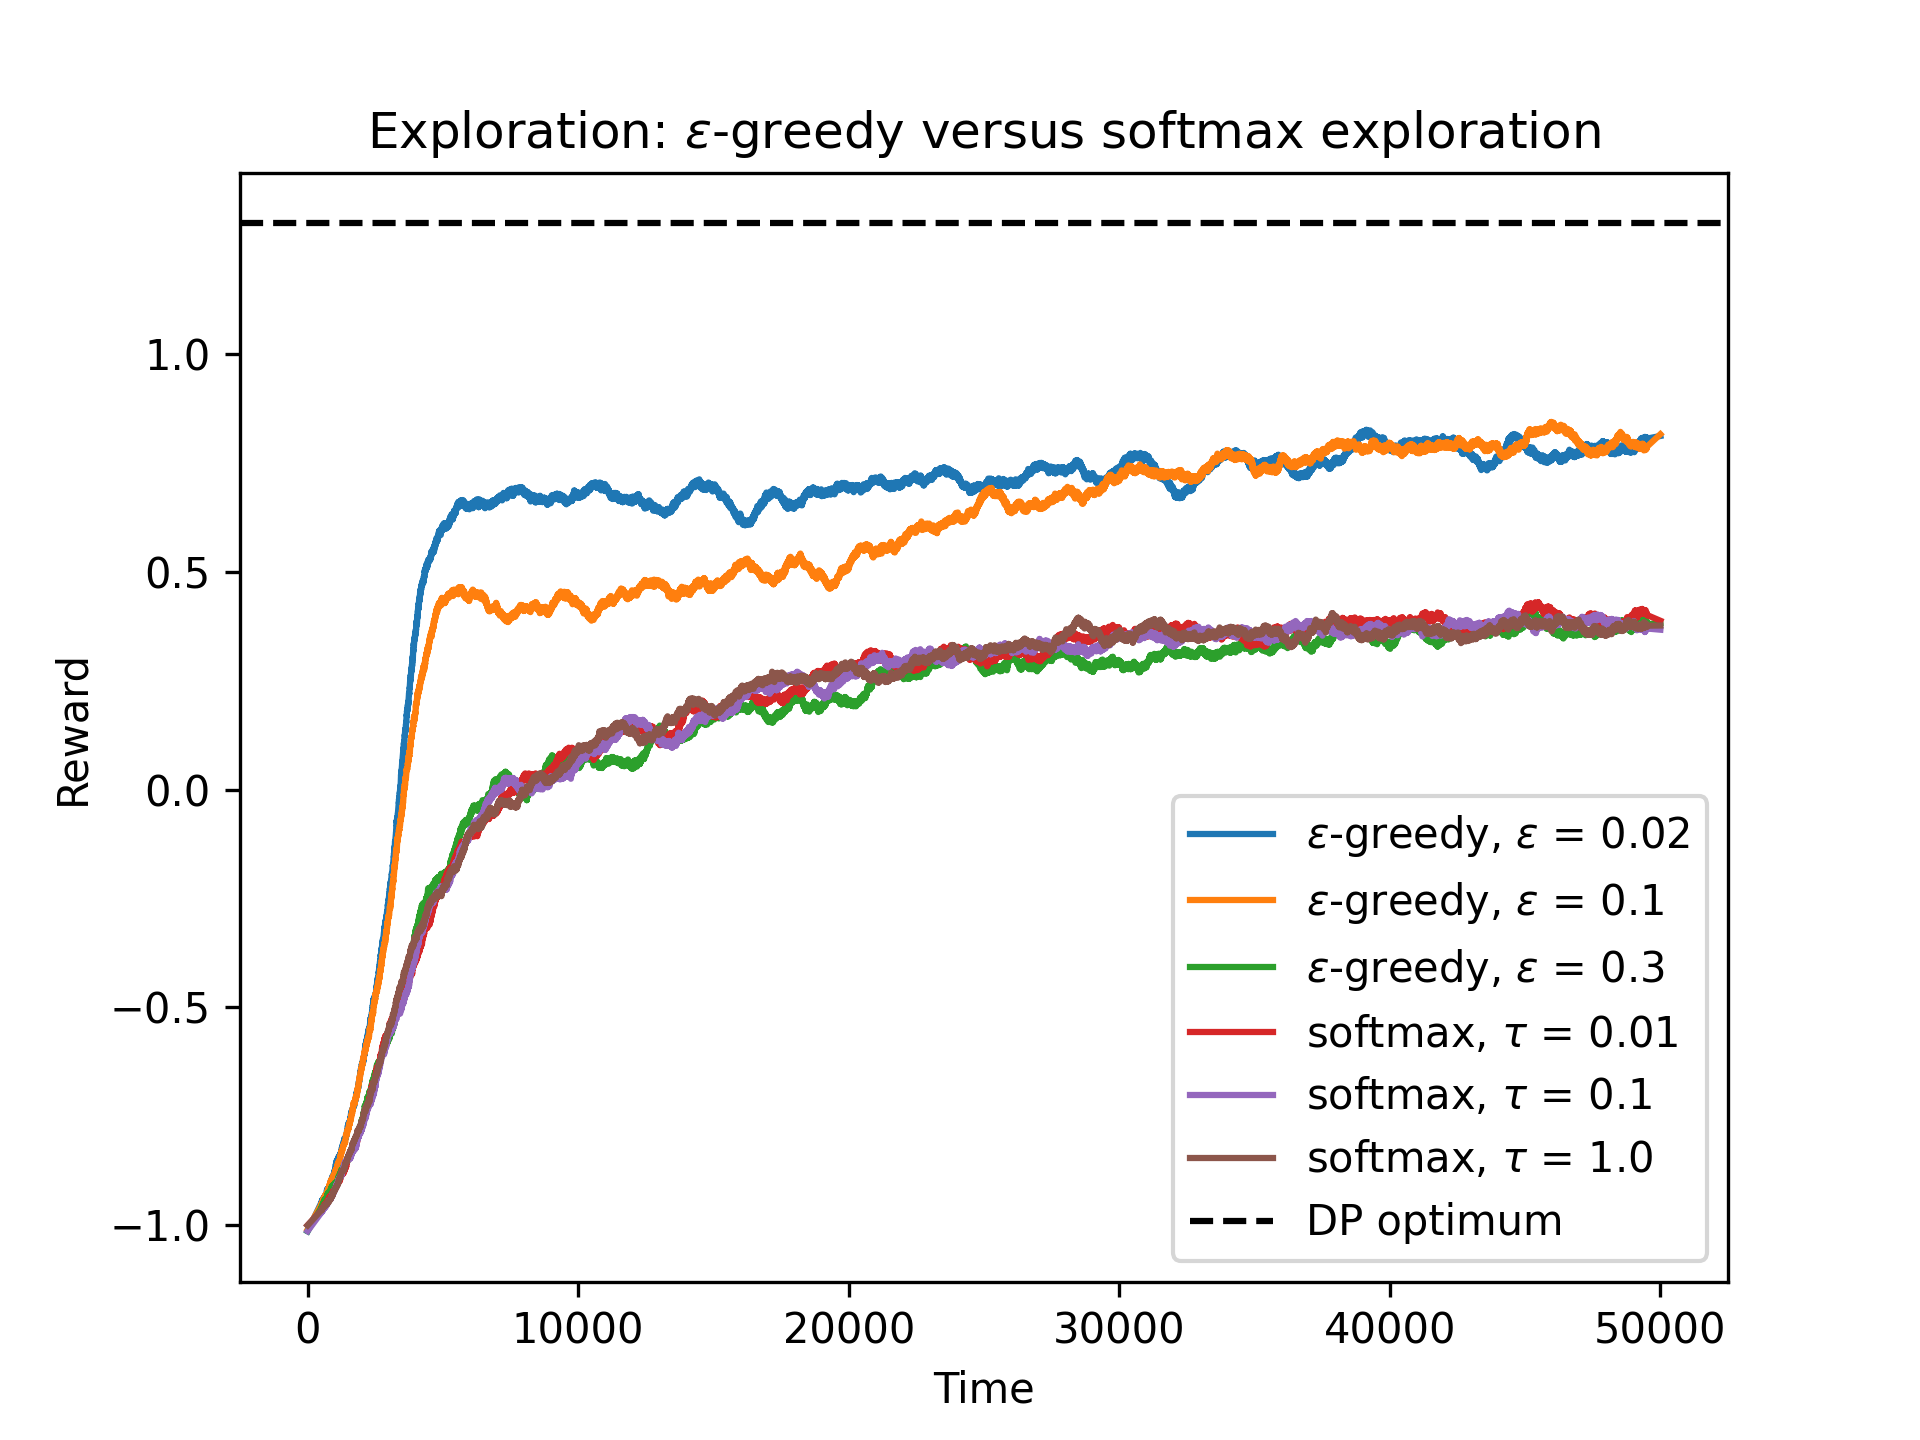 Exploration: ε-greedy versus softmax exploration
Reward
1.0
0.5
0.0
−0.5
−1.0
ε-greedy, ε = 0.02
ε-greedy, ε = 0.1
ε-greedy, ε = 0.3
softmax, τ = 0.01
softmax, τ = 0.1
softmax, τ = 1.0
DP optimum
0 10000 20000 30000 40000 50000
Time